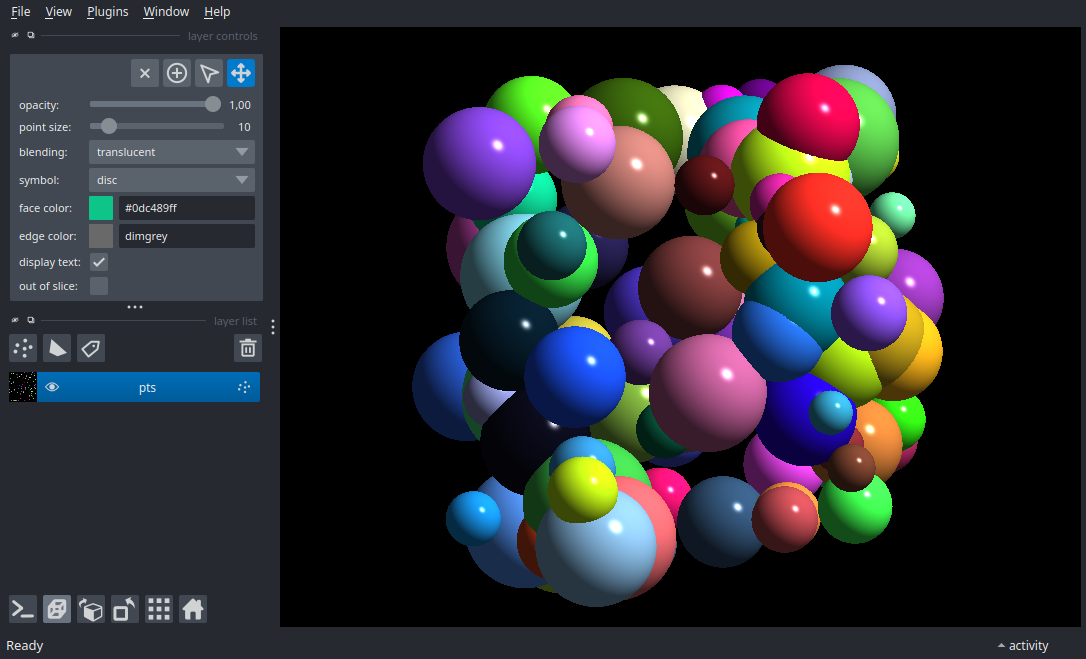 File View Plugins Window Help
layer controls
opacity: 1,00
point size: 10
blending: translucent
symbol: disc
face color: #0dc489ff
edge color: dimgrey
display text:
out of slice:
layer list
pts
Ready activity